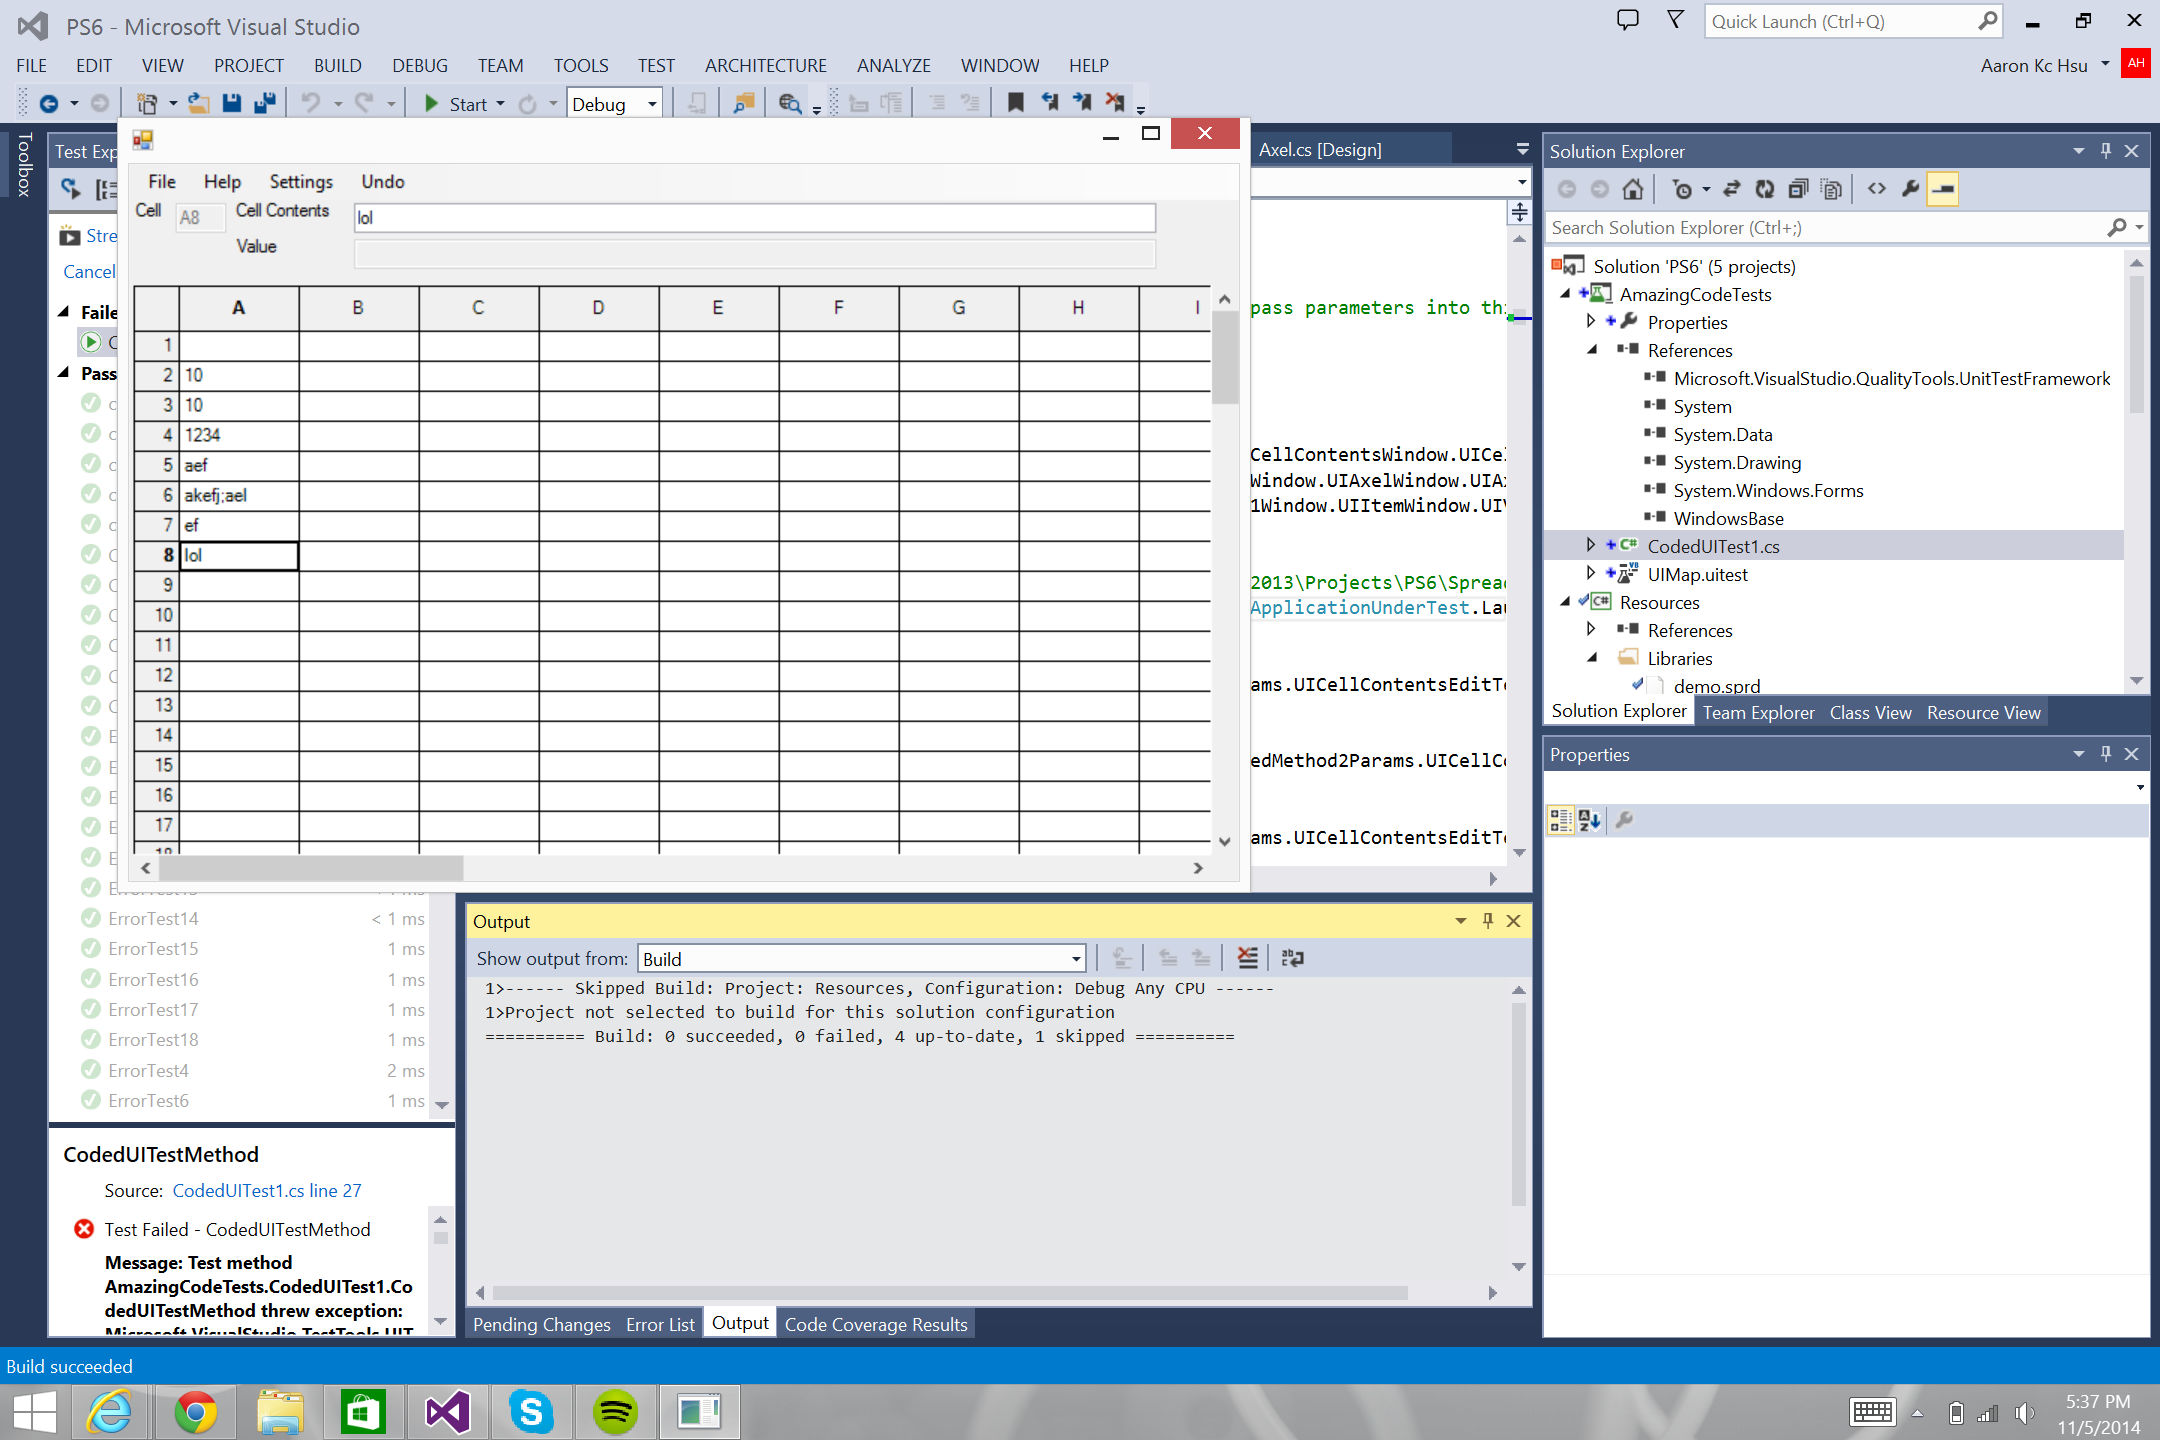 PS6 - Microsoft Visual Studio
Quick Launch (Ctrl+Q)
FILE EDIT VIEW PROJECT BUILD DEBUG TEAM TOOLS TEST ARCHITECTURE ANALYZE WINDOW HELP
Aaron Kc Hsu AH
Start Debug
Toolbox
Test Exp
Stre
Cancel
Faile
Pass
File Help Settings Undo
Cell A8 Cell Contents lol
Value
A B C D E F G H I
1
2 10
3 10
4 1234
5 aef
6 akefj;ael
7 ef
8 lol
9
10
11
12
13
14
15
16
17
18
Axel.cs [Design]
pass parameters into th
CellContentsWindow.UICe
Window.UIAxelWindow.UIA
1Window.UIItemWindow.UI
2013\Projects\PS6\Sprea
ApplicationUnderTest.Lau
ams.UICellContentsEditT
edMethod2Params.UICellC
ams.UICellContentsEditT
ErrorTest14 < 1 ms
ErrorTest15 1 ms
ErrorTest16 1 ms
ErrorTest17 1 ms
ErrorTest18 1 ms
ErrorTest4 2 ms
ErrorTest6 1 ms
CodedUITestMethod
Source: CodedUITest1.cs line 27
Test Failed - CodedUITestMethod
Message: Test method
AmazingCodeTests.CodedUITest1.Co
dedUITestMethod threw exception:
Microsoft.VisualStudio.TestTools.UIT
Output
Show output from: Build
1>------ Skipped Build: Project: Resources, Configuration: Debug Any CPU ------
1>Project not selected to build for this solution configuration
========== Build: 0 succeeded, 0 failed, 4 up-to-date, 1 skipped ==========
Pending Changes Error List Output Code Coverage Results
Solution Explorer
Search Solution Explorer (Ctrl+;)
Solution 'PS6' (5 projects)
AmazingCodeTests
Properties
References
Microsoft.VisualStudio.QualityTools.UnitTestFramework
System
System.Data
System.Drawing
System.Windows.Forms
WindowsBase
CodedUITest1.cs
UIMap.uitest
Resources
References
Libraries
demo.sprd
Solution Explorer Team Explorer Class View Resource View
Properties
Build succeeded
5:37 PM
11/5/2014